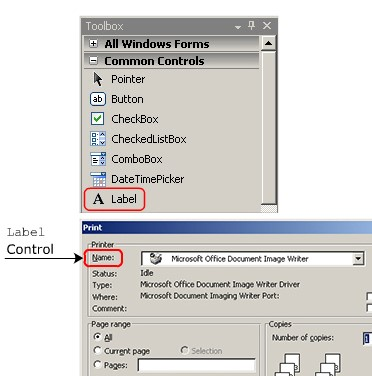 Toolbox
All Windows Forms
Common Controls
Pointer
Button
CheckBox
CheckedListBox
ComboBox
DateTimePicker
A Label
Label
Control
Print
Printer
Name: Microsoft Office Document Image Writer
Status: Idle
Type: Microsoft Office Document Image Writer Driver
Where: Microsoft Document Imaging Writer Port:
Comment:
Page range
All
Current page Selection
Pages:
Copies
Number of copies: 1